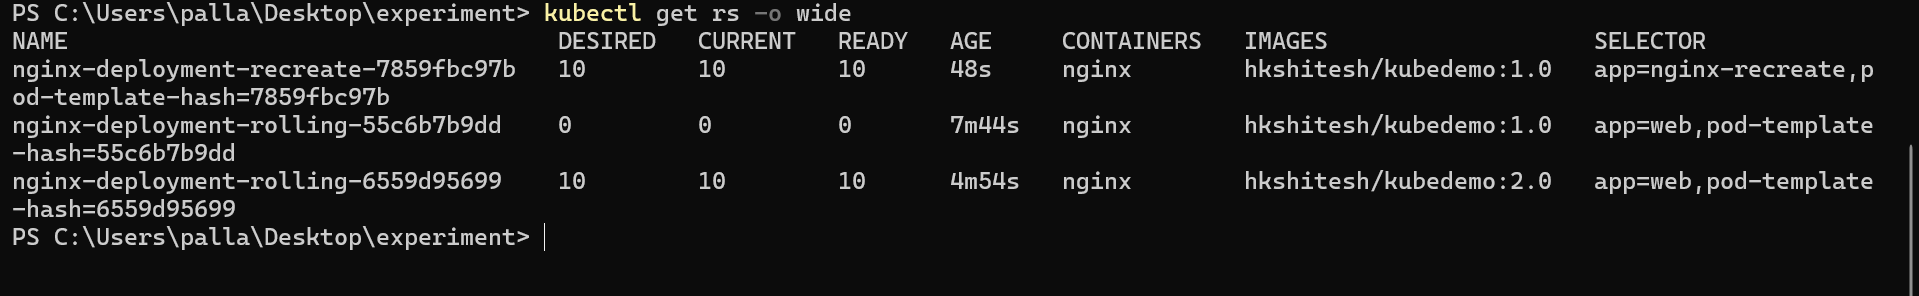 PS C:\Users\palla\Desktop\experiment> kubectl get rs -o wide
NAME                                   DESIRED   CURRENT   READY   AGE     CONTAINERS   IMAGES                   SELECTOR
nginx-deployment-recreate-7859fbc97b   10        10        10      48s     nginx        hkshitesh/kubedemo:1.0   app=nginx-recreate,p
od-template-hash=7859fbc97b
nginx-deployment-rolling-55c6b7b9dd    0         0         0       7m44s   nginx        hkshitesh/kubedemo:1.0   app=web,pod-template
-hash=55c6b7b9dd
nginx-deployment-rolling-6559d95699    10        10        10      4m54s   nginx        hkshitesh/kubedemo:2.0   app=web,pod-template
-hash=6559d95699
PS C:\Users\palla\Desktop\experiment>